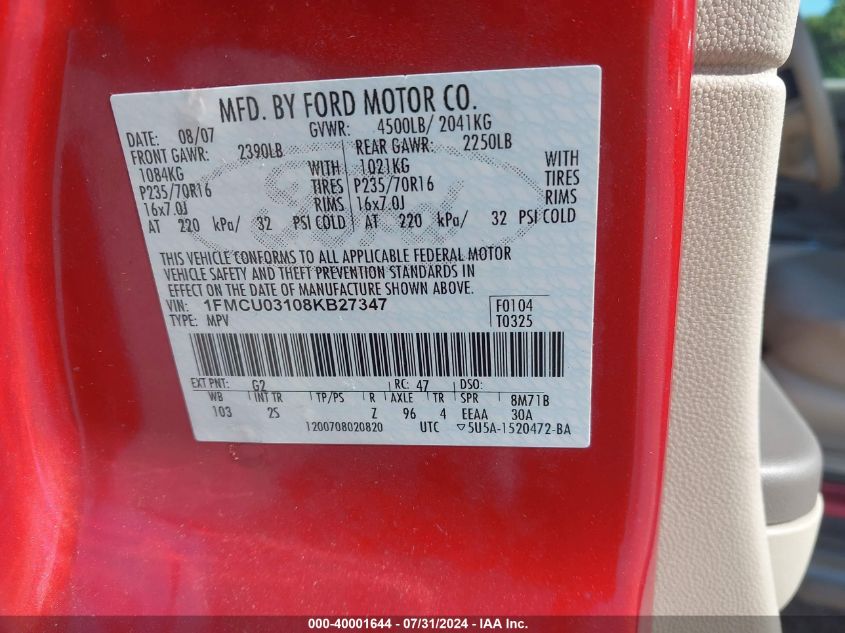 MFD. BY FORD MOTOR CO.
DATE: 08/07 GVWR: 4500LB/ 2041KG
FRONT GAWR: 2390LB REAR GAWR: 2250LB
1084KG WITH 1021KG WITH
P235/70R16 TIRES P235/70R16 TIRES
16x7.0J RIMS 16x7.0J RIMS
AT 220 kPa/ 32 PSI COLD AT 220 kPa/ 32 PSI COLD
THIS VEHICLE CONFORMS TO ALL APPLICABLE FEDERAL MOTOR
VEHICLE SAFETY AND THEFT PREVENTION STANDARDS IN
EFFECT ON THE DATE OF MANUFACTURE SHOWN ABOVE.
VIN: 1FMCU03108KB27347 F0104
TYPE: MPV T0325
EXT PNT: G2 RC: 47 DSO:
WB INT TR TP/PS R AXLE TR SPR 8M71B
103 2S Z 96 4 EEAA 30A
1200708020820 UTC ▽5U5A-1520472-BA
000-40001644 / 07/31/2024 - IAA Inc.